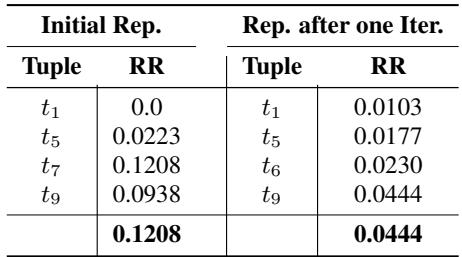 Initial Rep. Rep. after one Iter.
Tuple RR Tuple RR
t1 0.0 t1 0.0103
t5 0.0223 t5 0.0177
t7 0.1208 t6 0.0230
t9 0.0938 t9 0.0444
0.1208 0.0444